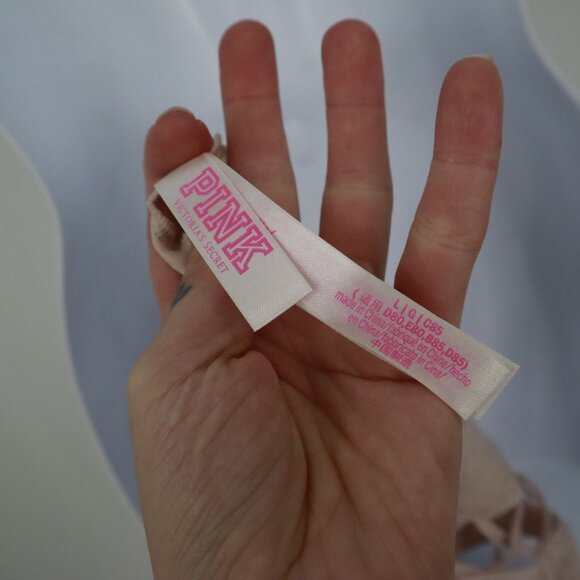 PINK
VICTORIA'S SECRET
L|G|C85
(适用 D80,E80,B85,D85)
made in China/fabriqué en Chine/hecho
en China/fabbricato in Cina/
中国制造